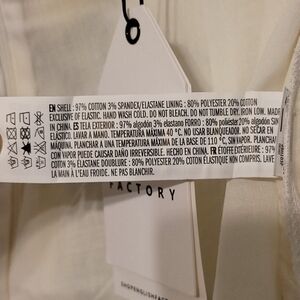 EN SHELL : 97% COTTON 3% SPANDEX/ELASTANE LINING : 80% POLYESTER 20% COTTON
EXCLUSIVE OF ELASTIC. HAND WASH COLD. DO NOT BLEACH. DO NOT TUMBLE DRY. IRON LOW. MADE
IN CHINA. ES TELA EXTERIOR : 97% algodón 3% elastano FORRO : 80% poliéster 20% algodón
EXCEPTO LAVAR A MANO. TEMPERATURA MÁXIMA 40 °C. NO USAR BLANQUEADOR. NO SECAR EN
MÁQUINA. PLANCHAR A UNA TEMPERATURA MÁXIMA DE LA BASE DE 110 °C, SIN VAPOR. PLANCHA
CON VAPOR PUEDE CAUSAR DAÑO IRREVERSIBLE. HECHO EN CHINA. FR ÉTOFFE EXTÉRIEURE : 97%
COTON 3% ÉLASTANE DOUBLURE : 80% POLYESTER 20% COTON ÉLASTIQUE NON COMPRIS. LAVE
LA MAIN À L'EAU FROIDE. NE PAS BLANCHIR.
FACTORY
SHOPENGLISHFACT